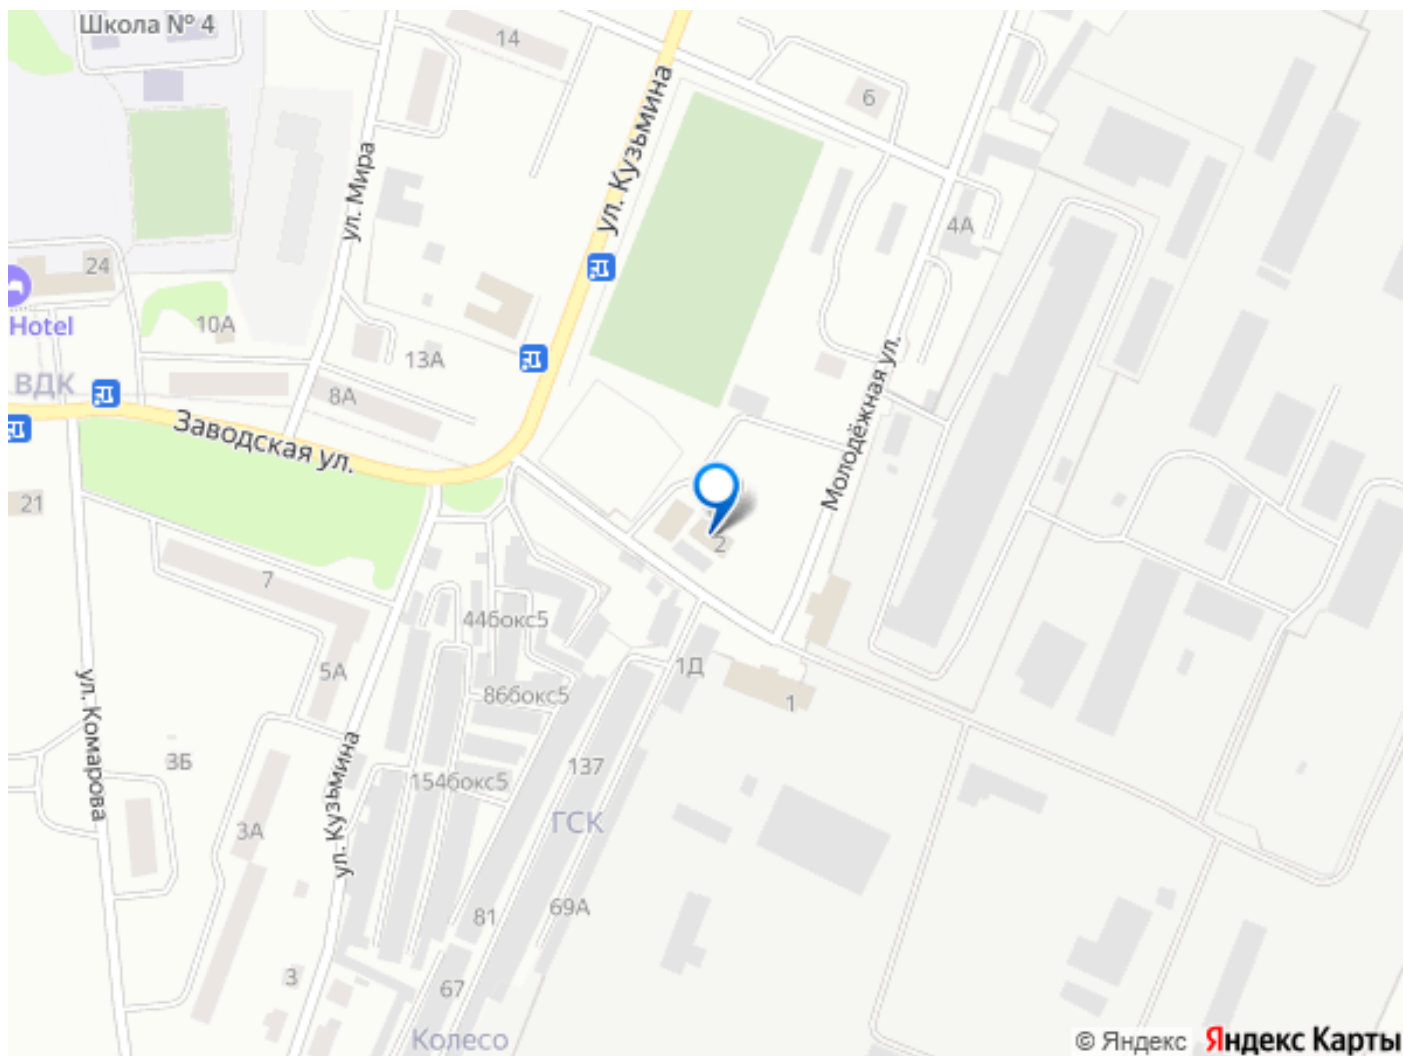 Школа № 4
14
6
ул. Кузьмина
ул. Мира
4А
24
Hotel
10А
13А
ВДК
8А
Заводская ул.
Молодёжная ул.
21
2
7
44бокс5
5А
1Д
86бокс5
1
ул. Комарова
3Б
ул. Кузьмина
137
154бокс5
ГСК
3А
81
69А
3
67
Колесо
© Яндекс Яндекс Карты